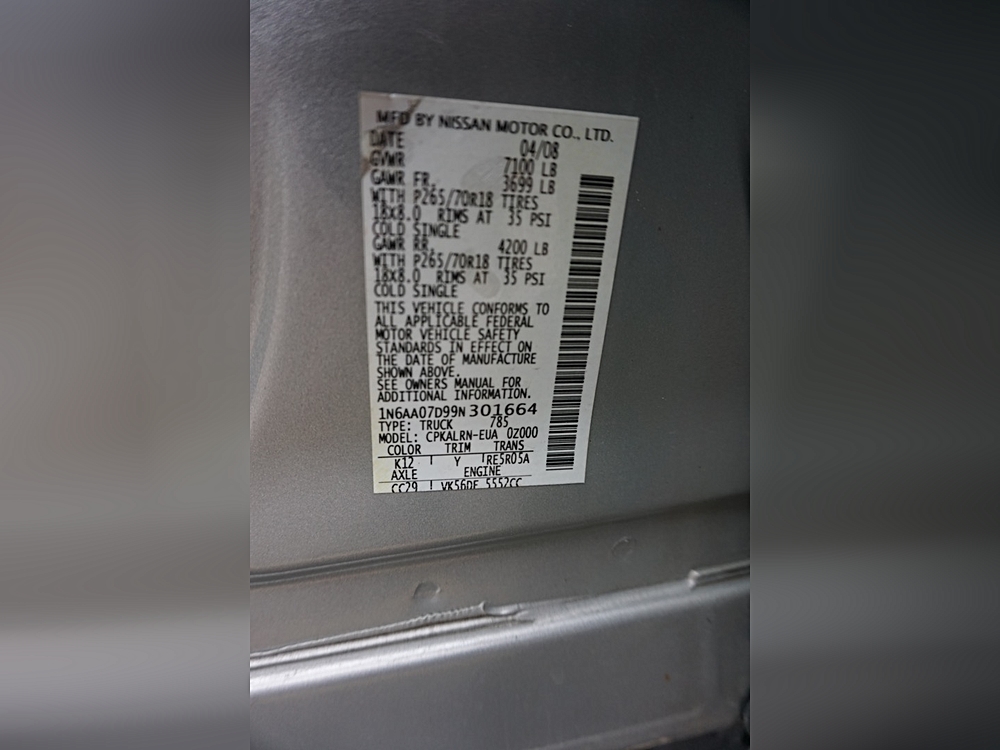 MFD BY NISSAN MOTOR CO., LTD.
DATE 04/08
GVWR 7100 LB
GAWR FR. 3699 LB
WITH P265/70R18 TIRES
18X8.0 RIMS AT 35 PSI
COLD SINGLE
GAWR RR. 4200 LB
WITH P265/70R18 TIRES
18X8.0 RIMS AT 35 PSI
COLD SINGLE
THIS VEHICLE CONFORMS TO
ALL APPLICABLE FEDERAL
MOTOR VEHICLE SAFETY
STANDARDS IN EFFECT ON
THE DATE OF MANUFACTURE
SHOWN ABOVE.
SEE OWNERS MANUAL FOR
ADDITIONAL INFORMATION.
1N6AA07D99N301664
TYPE: TRUCK 785
MODEL: CPKALRN-EUA 0Z000
COLOR TRIM TRANS
K12 Y RE5R05A
AXLE ENGINE
CC29 VK56DE 5552CC